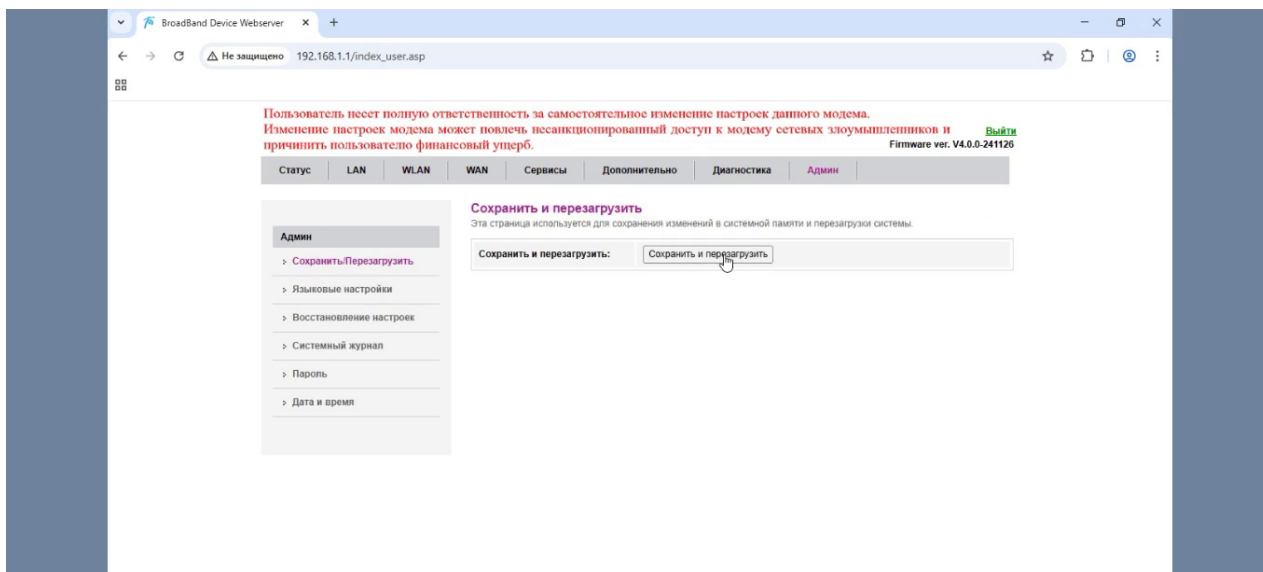 BroadBand Device Webserver
Не защищено 192.168.1.1/index_user.asp
Пользователь несет полную ответственность за самостоятельное изменение настроек данного модема.
Изменение настроек модема может повлечь несанкционированный доступ к модему сетевых злоумышленников и
причинить пользователю финансовый ущерб.
Выйти
Firmware ver. V4.0.0-241126
Статус LAN WLAN WAN Сервисы Дополнительно Диагностика Админ
Админ
Сохранить/Перезагрузить
Языковые настройки
Восстановление настроек
Системный журнал
Пароль
Дата и время
Сохранить и перезагрузить
Эта страница используется для сохранения изменений в системной памяти и перезагрузки системы.
Сохранить и перезагрузить: Сохранить и перезагрузить